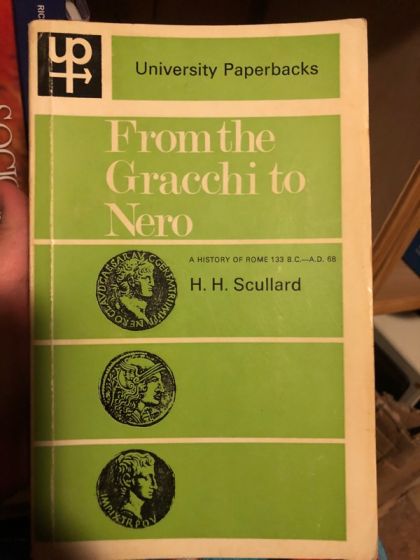 up
University Paperbacks
From the
Gracchi to
Nero
A HISTORY OF ROME 133 B.C.—A.D. 68
H. H. Scullard